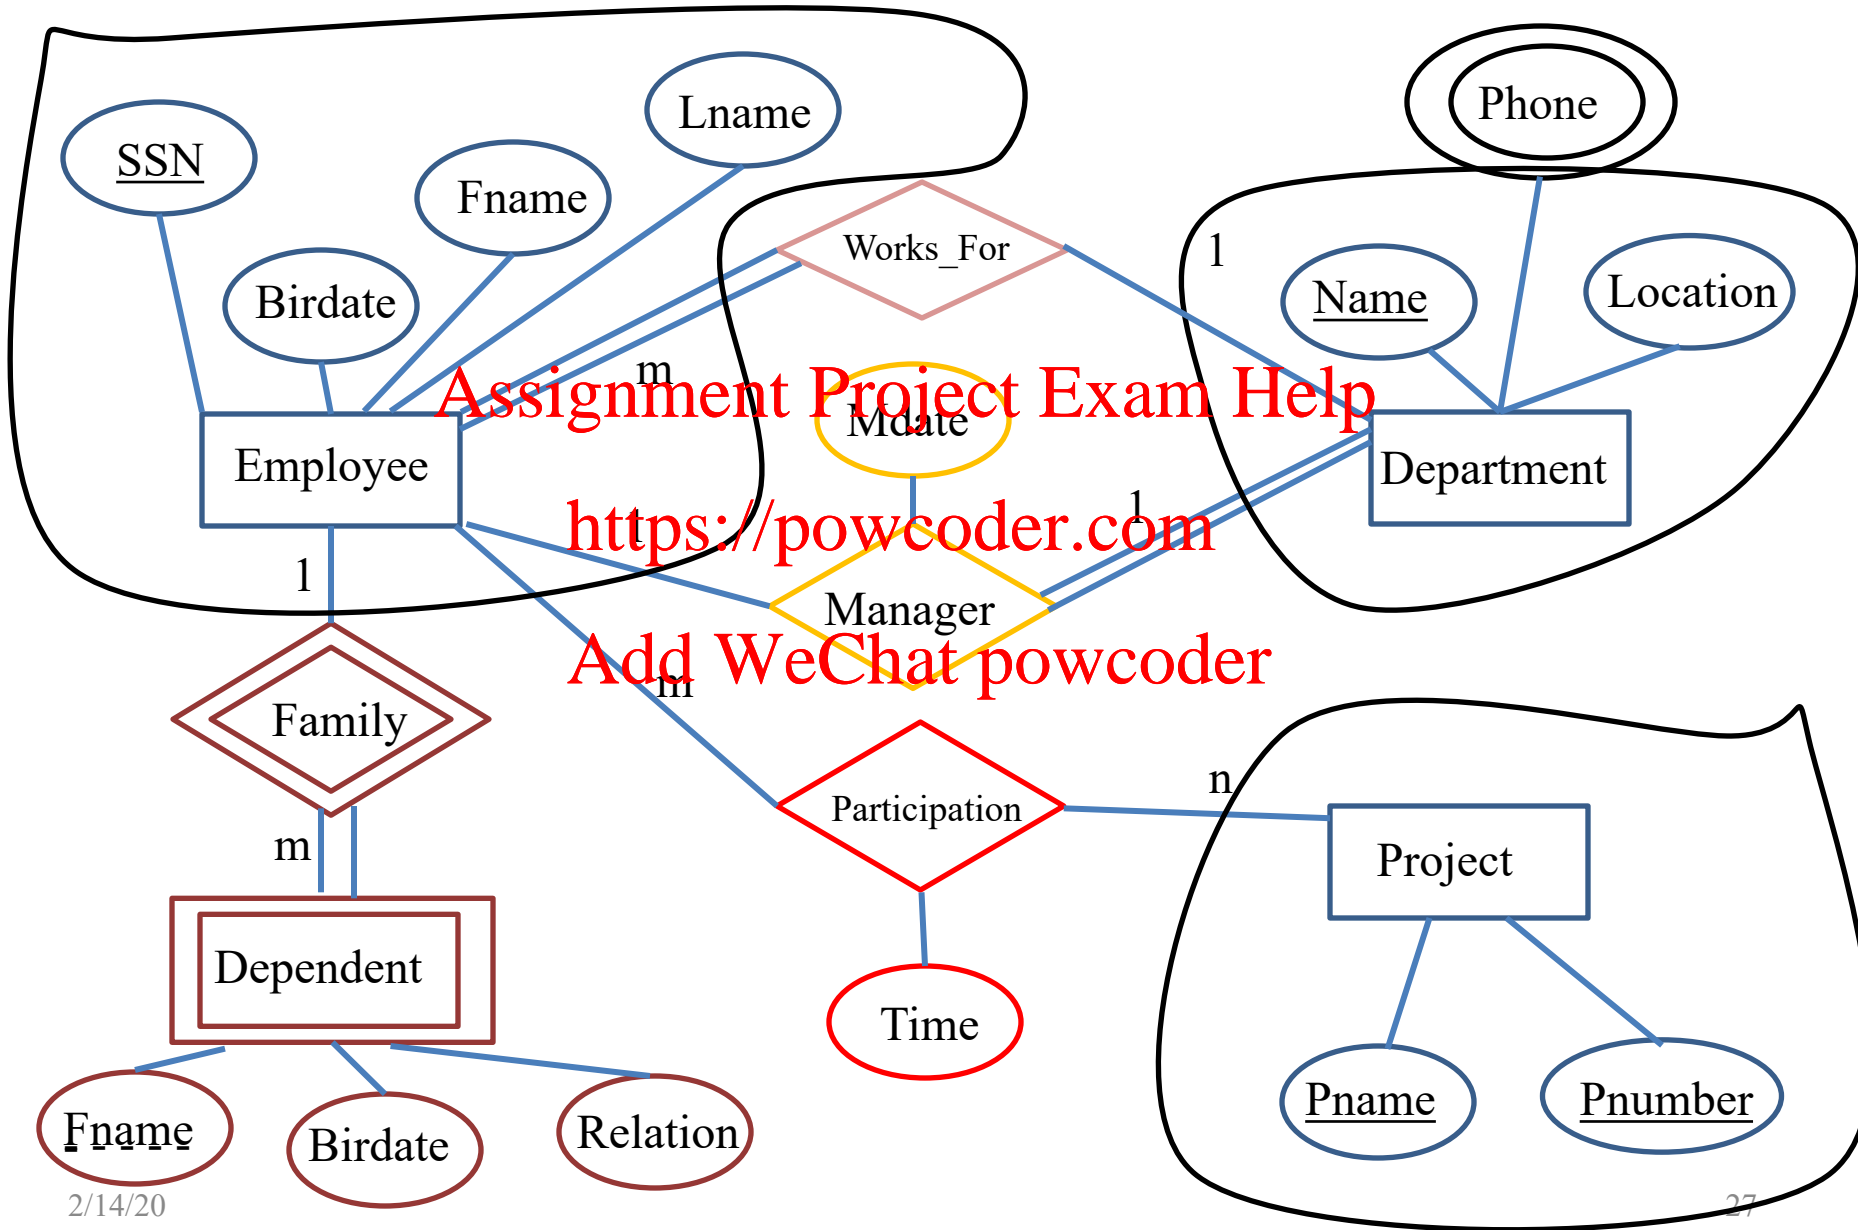 Lname
Phone
SSN
Fname
Works_For
1
Birdate
Name
Location
m
Assignment Project Exam Help
Mdate
Employee
Department
1
1
https://powcoder.com
1
Manager
Add WeChat powcoder
m
Family
n
Participation
m
Project
Dependent
Time
Pname
Pnumber
Fname
Birdate
Relation
2/14/20
27